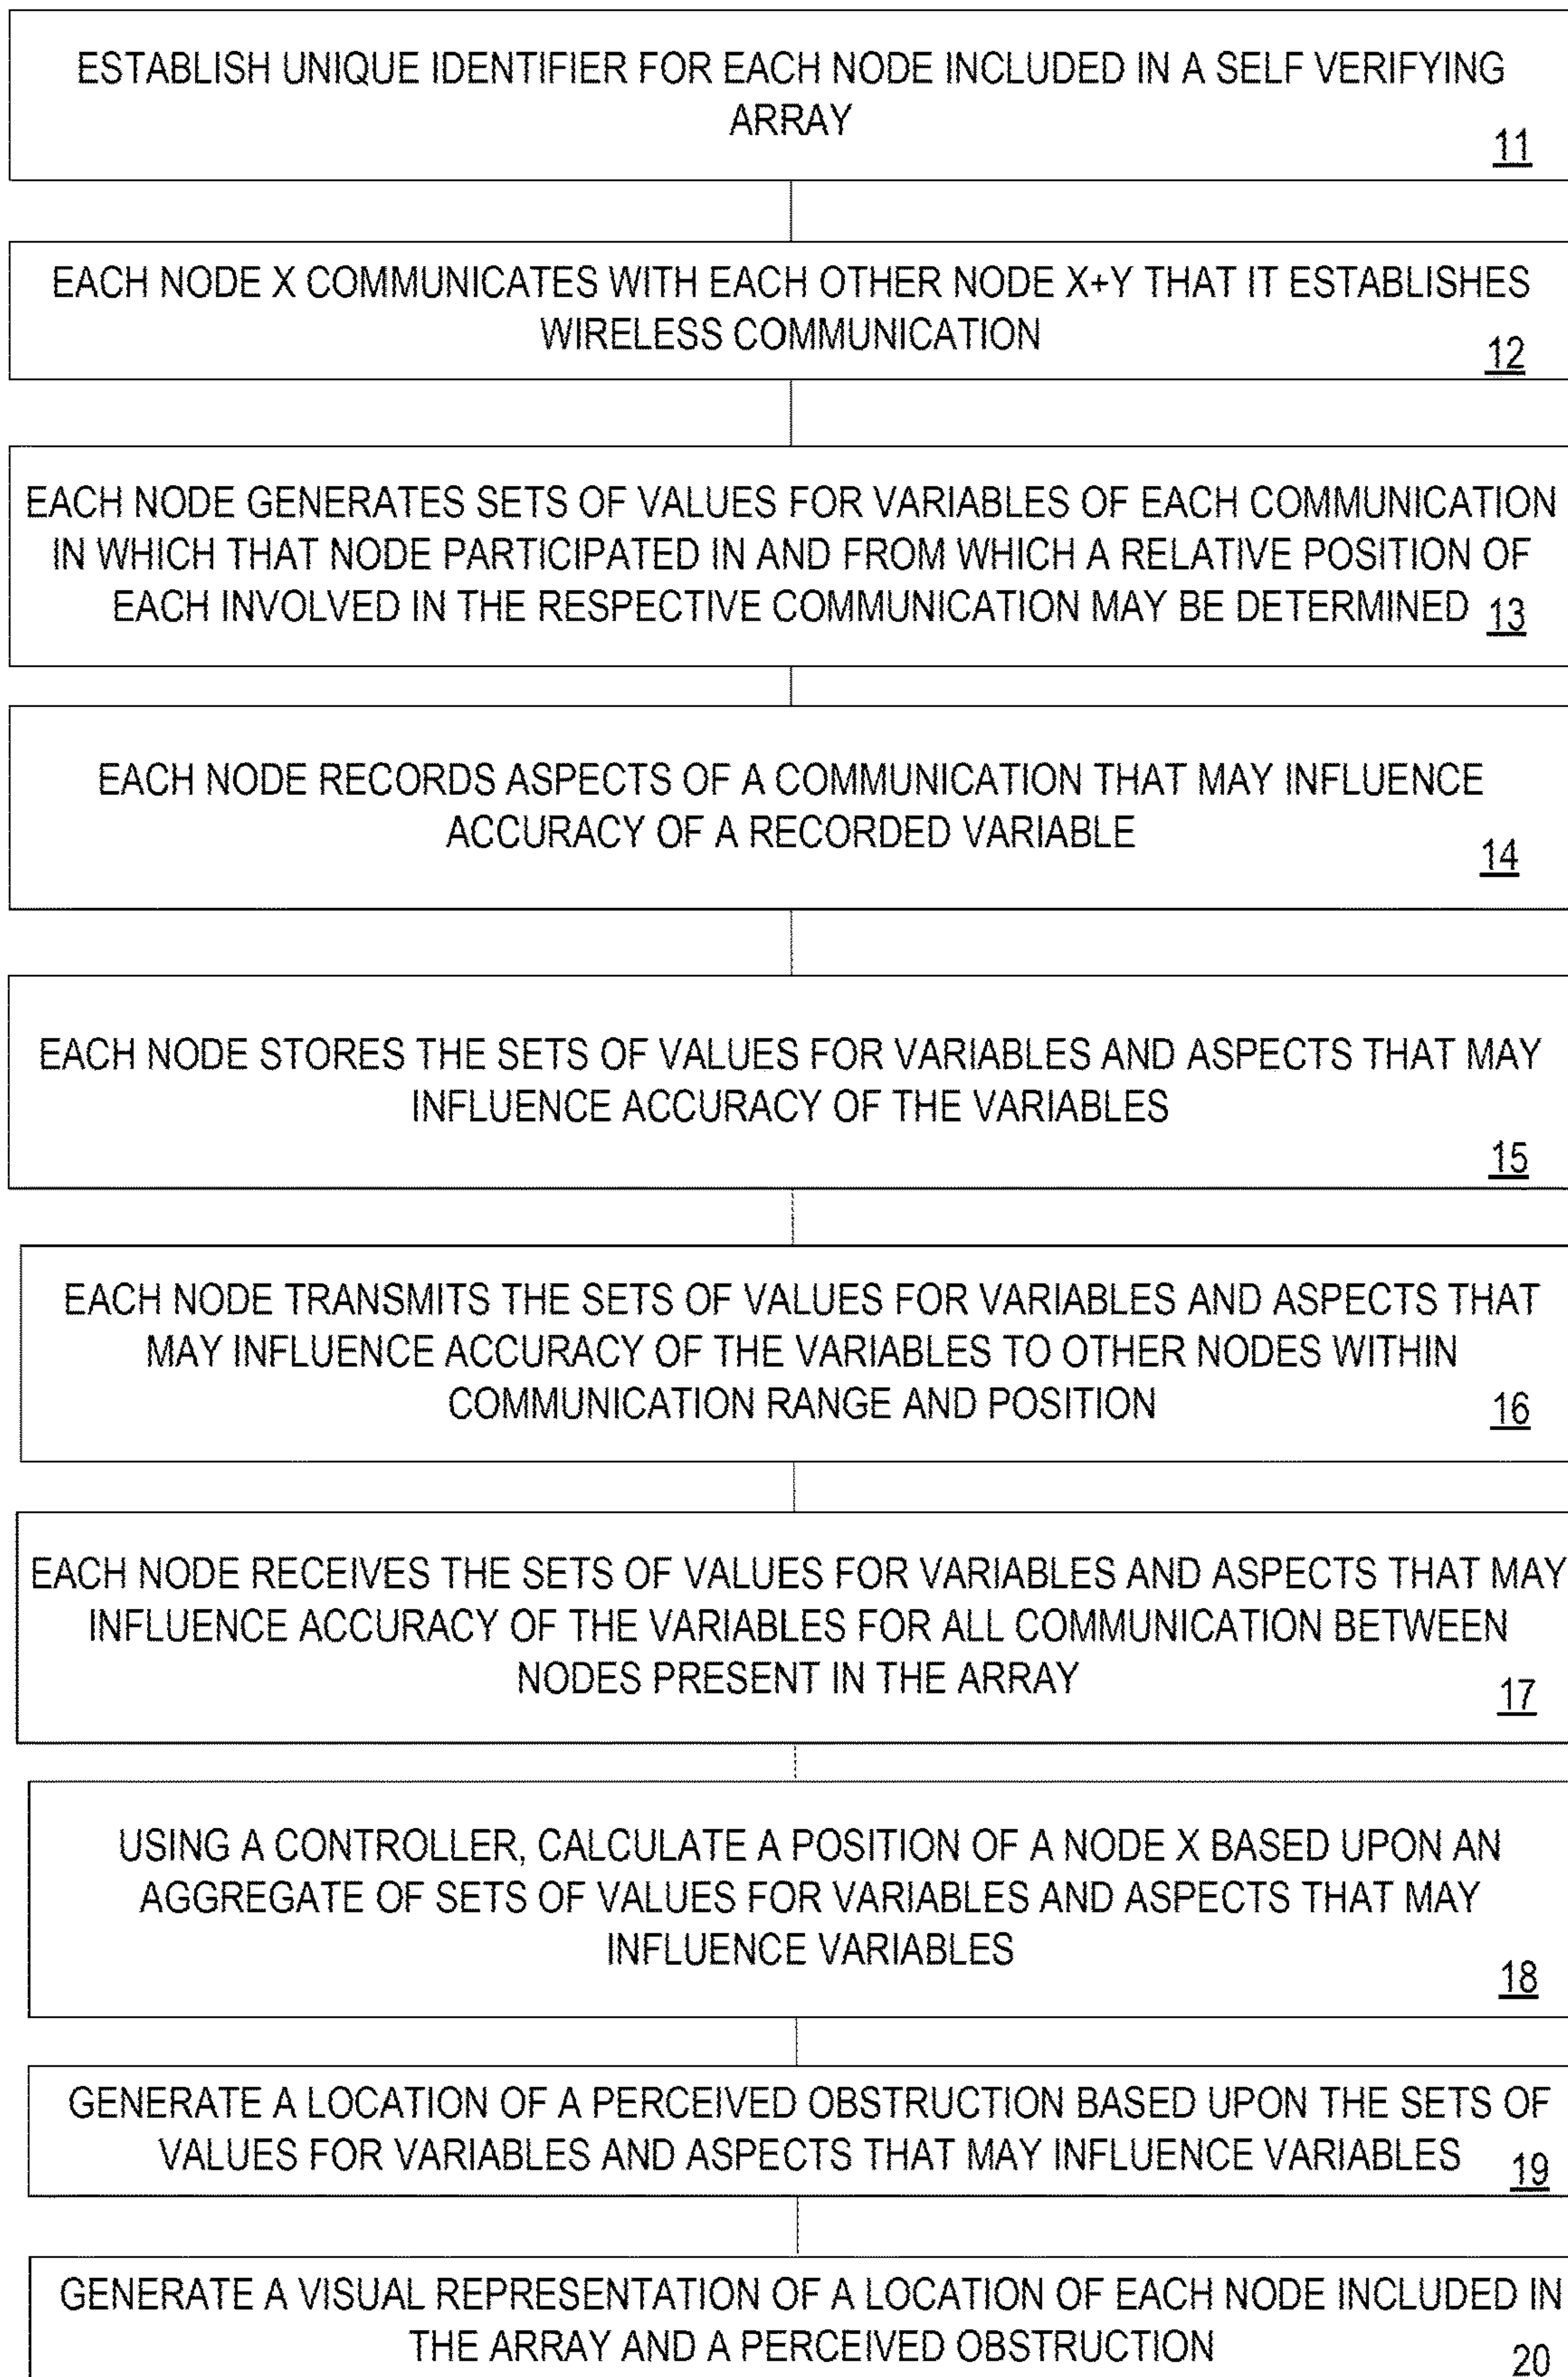 ESTABLISH UNIQUE IDENTIFIER FOR EACH NODE INCLUDED IN A SELF VERIFYING
ARRAY
11
EACH NODE X COMMUNICATES WITH EACH OTHER NODE X+Y THAT IT ESTABLISHES
WIRELESS COMMUNICATION
12
EACH NODE GENERATES SETS OF VALUES FOR VARIABLES OF EACH COMMUNICATION
IN WHICH THAT NODE PARTICIPATED IN AND FROM WHICH A RELATIVE POSITION OF
EACH INVOLVED IN THE RESPECTIVE COMMUNICATION MAY BE DETERMINED 13
EACH NODE RECORDS ASPECTS OF A COMMUNICATION THAT MAY INFLUENCE
ACCURACY OF A RECORDED VARIABLE
14
EACH NODE STORES THE SETS OF VALUES FOR VARIABLES AND ASPECTS THAT MAY
INFLUENCE ACCURACY OF THE VARIABLES
15
EACH NODE TRANSMITS THE SETS OF VALUES FOR VARIABLES AND ASPECTS THAT
MAY INFLUENCE ACCURACY OF THE VARIABLES TO OTHER NODES WITHIN
COMMUNICATION RANGE AND POSITION
16
EACH NODE RECEIVES THE SETS OF VALUES FOR VARIABLES AND ASPECTS THAT MAY
INFLUENCE ACCURACY OF THE VARIABLES FOR ALL COMMUNICATION BETWEEN
NODES PRESENT IN THE ARRAY
17
USING A CONTROLLER, CALCULATE A POSITION OF A NODE X BASED UPON AN
AGGREGATE OF SETS OF VALUES FOR VARIABLES AND ASPECTS THAT MAY
INFLUENCE VARIABLES
18
GENERATE A LOCATION OF A PERCEIVED OBSTRUCTION BASED UPON THE SETS OF
VALUES FOR VARIABLES AND ASPECTS THAT MAY INFLUENCE VARIABLES 19
GENERATE A VISUAL REPRESENTATION OF A LOCATION OF EACH NODE INCLUDED IN
THE ARRAY AND A PERCEIVED OBSTRUCTION
20